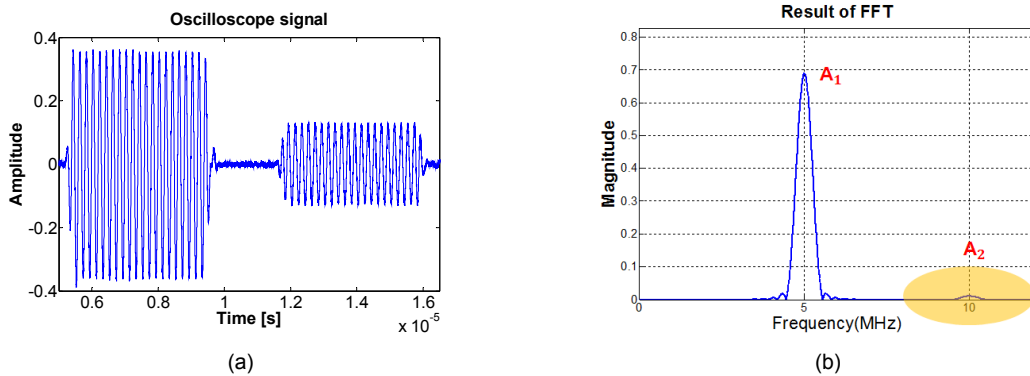 Oscilloscope signal
0.4
0.2
0
-0.2
-0.4
Amplitude
0.6
0.8
1
1.2
1.4
1.6
Time [s]
x 10⁻⁵
(a)
Result of FFT
0.8
0.7
0.6
0.5
0.4
0.3
0.2
0.1
0
Magnitude
A₁
A₂
0
5
10
Frequency(MHz)
(b)